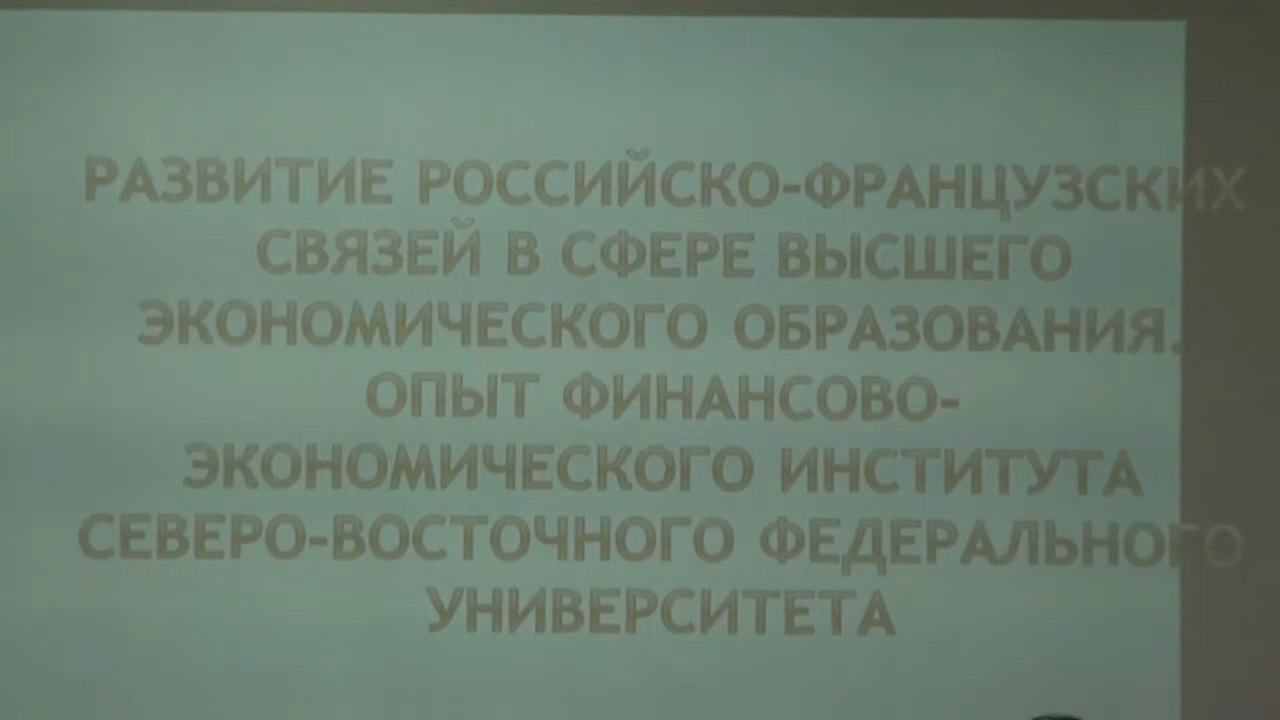 РАЗВИТИЕ РОССИЙСКО-ФРАНЦУЗСКИХ
СВЯЗЕЙ В СФЕРЕ ВЫСШЕГО
ЭКОНОМИЧЕСКОГО ОБРАЗОВАНИЯ.
ОПЫТ ФИНАНСОВО-
ЭКОНОМИЧЕСКОГО ИНСТИТУТА
СЕВЕРО-ВОСТОЧНОГО ФЕДЕРАЛЬНОГО
УНИВЕРСИТЕТА